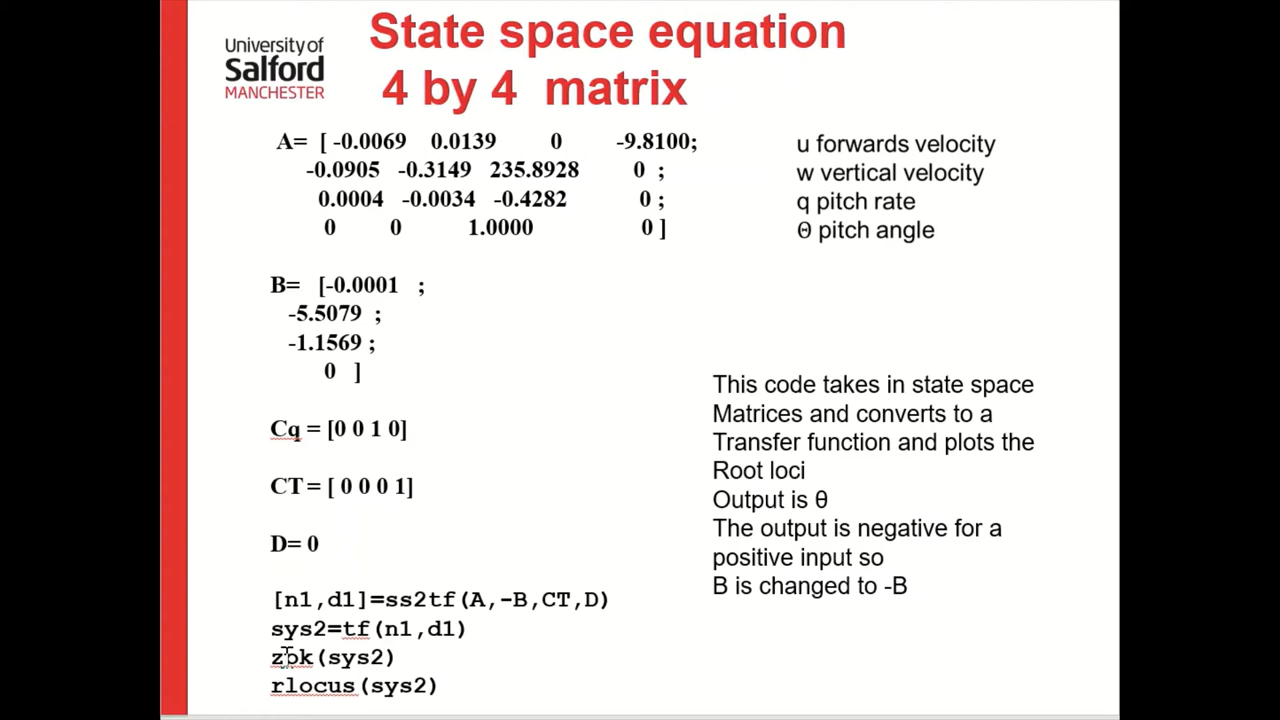 State space equation
4 by 4 matrix
University of
Salford
MANCHESTER
A= [ -0.0069 0.0139 0 -9.8100;
-0.0905 -0.3149 235.8928 0 ;
0.0004 -0.0034 -0.4282 0 ;
0 0 1.0000 0 ]
u forwards velocity
w vertical velocity
q pitch rate
Θ pitch angle
B= [-0.0001 ;
-5.5079 ;
-1.1569 ;
0 ]
Cq = [0 0 1 0]
CT = [ 0 0 0 1]
D= 0
[n1,d1]=ss2tf(A,-B,CT,D)
sys2=tf(n1,d1)
zpk(sys2)
rlocus(sys2)
This code takes in state space
Matrices and converts to a
Transfer function and plots the
Root loci
Output is θ
The output is negative for a
positive input so
B is changed to -B